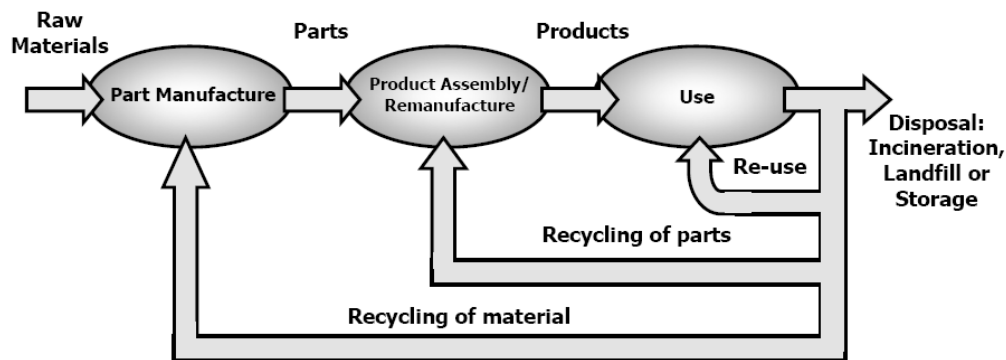 Raw
Materials
Parts
Products
Part Manufacture
Product Assembly/
Remanufacture
Use
Disposal:
Incineration,
Landfill or
Storage
Re-use
Recycling of parts
Recycling of material